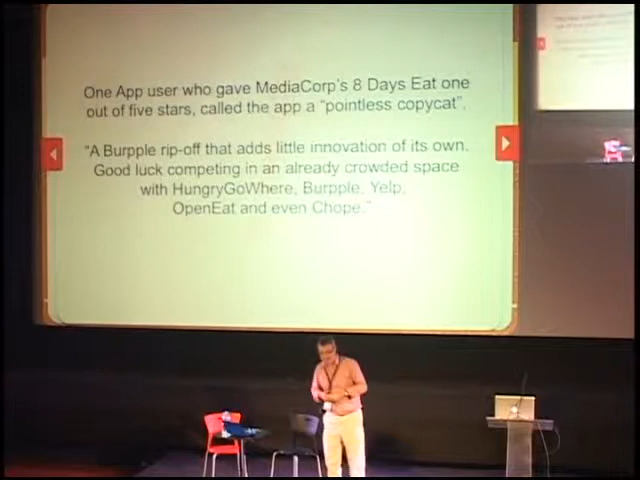 One App user who gave MediaCorp's 8 Days Eat one
out of five stars, called the app a "pointless copycat".
"A Burpple rip-off that adds little innovation of its own.
Good luck competing in an already crowded space
with HungryGoWhere, Burpple, Yelp,
OpenEat and even Chope."